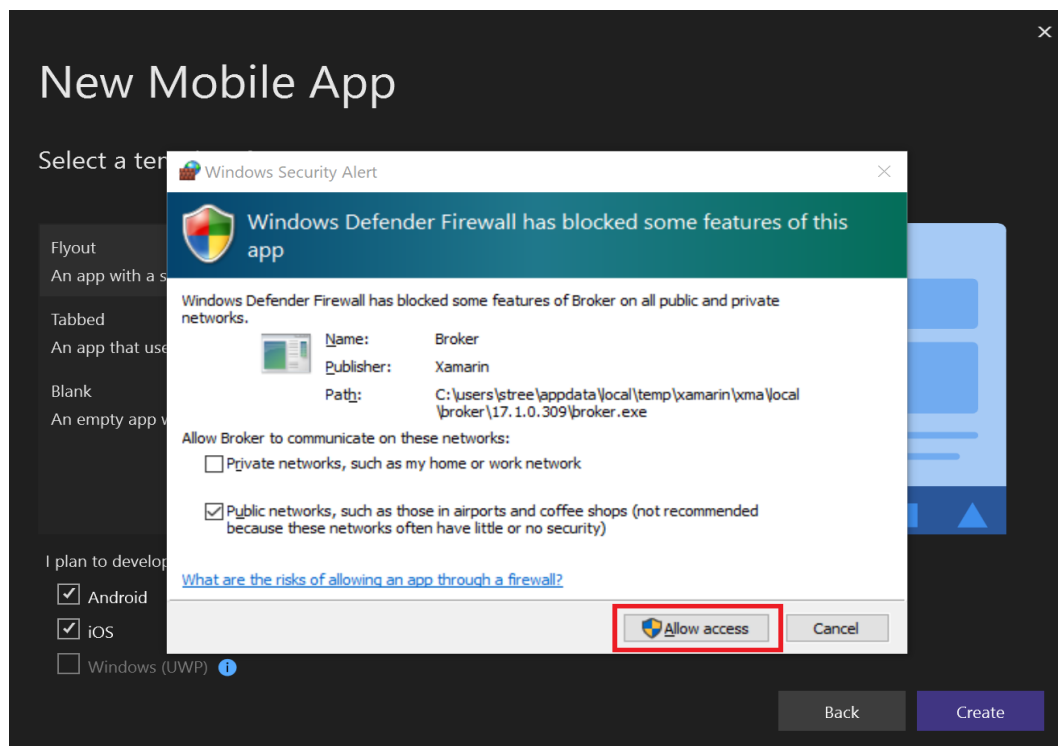 New Mobile App
Select a ter
Windows Security Alert
Windows Defender Firewall has blocked some features of this
app
Flyout
An app with a s
Tabbed
An app that use
Blank
An empty app w
Windows Defender Firewall has blocked some features of Broker on all public and private
networks.
Name: Broker
Publisher: Xamarin
Path: C:\users\stree\appdata\local\temp\xamarin\xma\local
\broker\17.1.0.309\broker.exe
Allow Broker to communicate on these networks:
Private networks, such as my home or work network
Public networks, such as those in airports and coffee shops (not recommended
because these networks often have little or no security)
What are the risks of allowing an app through a firewall?
Allow access Cancel
I plan to develop
Android
iOS
Windows (UWP)
Back Create